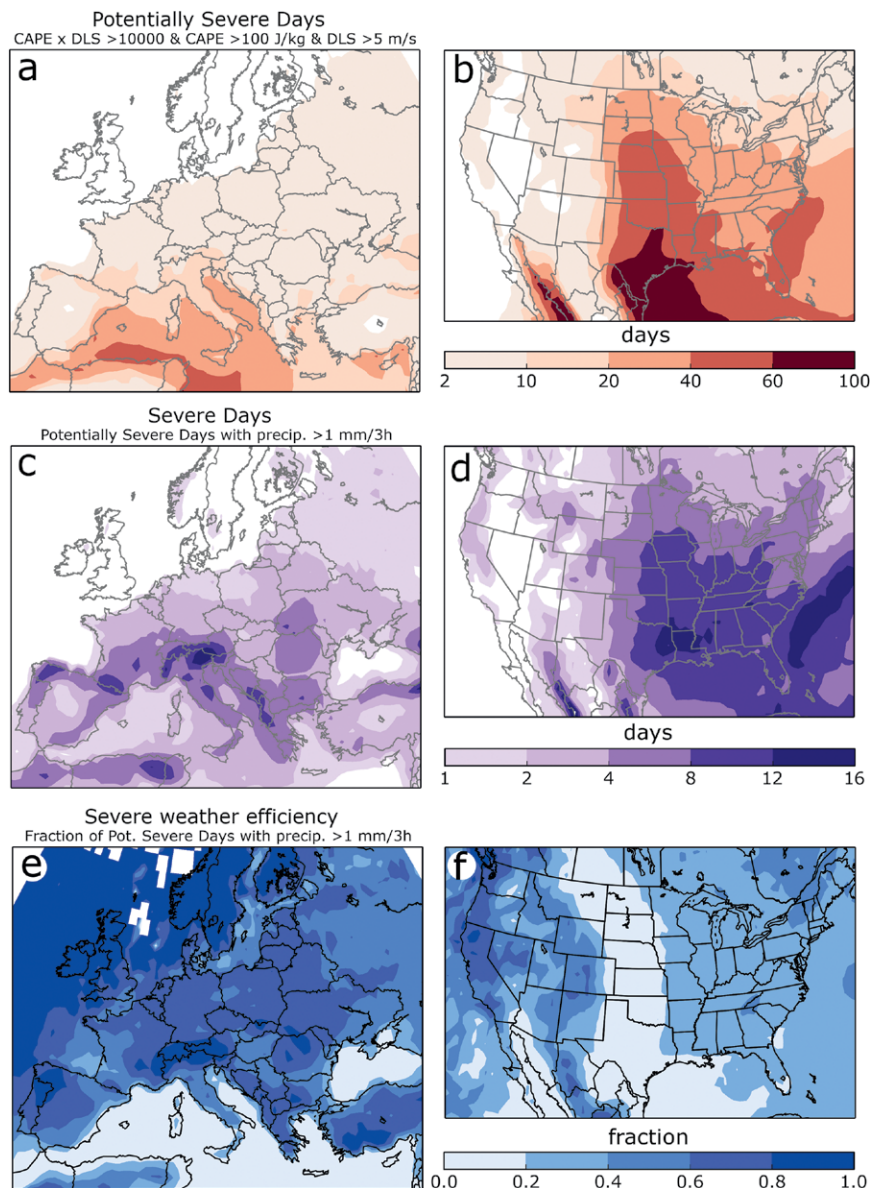 Potentially Severe Days
CAPE x DLS >10000 & CAPE >100 J/kg & DLS >5 m/s
a
b
days
2 10 20 40 60 100
Severe Days
Potentially Severe Days with precip. >1 mm/3h
c
d
days
1 2 4 8 12 16
Severe weather efficiency
Fraction of Pot. Severe Days with precip. >1 mm/3h
e
f
fraction
0.0 0.2 0.4 0.6 0.8 1.0